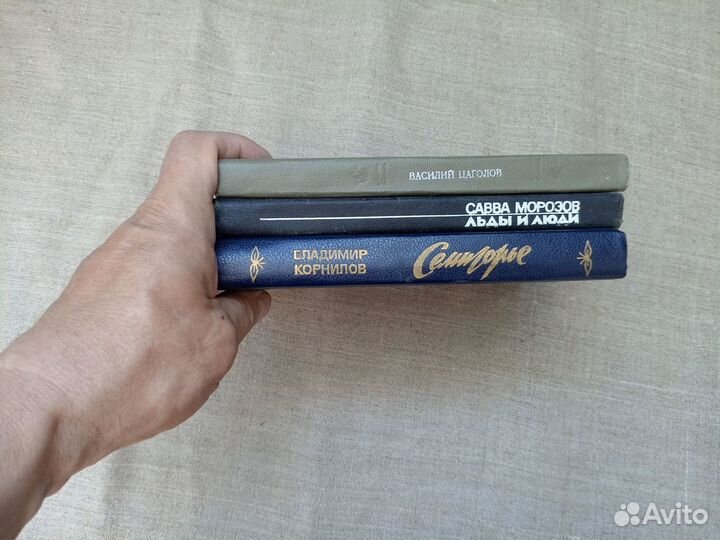 ВАСИЛИЙ ЦАГОЛОВ
САВВА МОРОЗОВ
ЛЬДЫ И ЛЮДИ
ВЛАДИМИР
КОРНИЛОВ
Семигорье
Avito